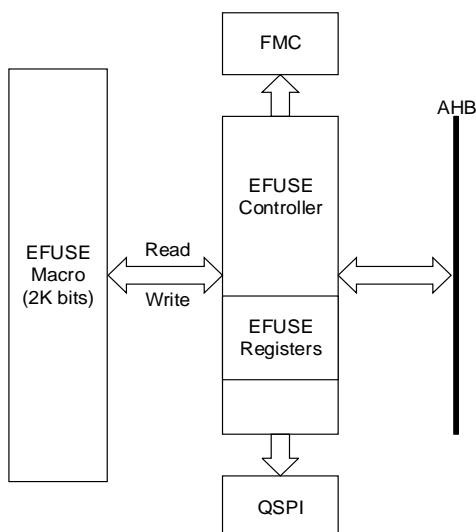 FMC
AHB
EFUSE
Controller
EFUSE
Macro
(2K bits)
Read
Write
EFUSE
Registers
QSPI